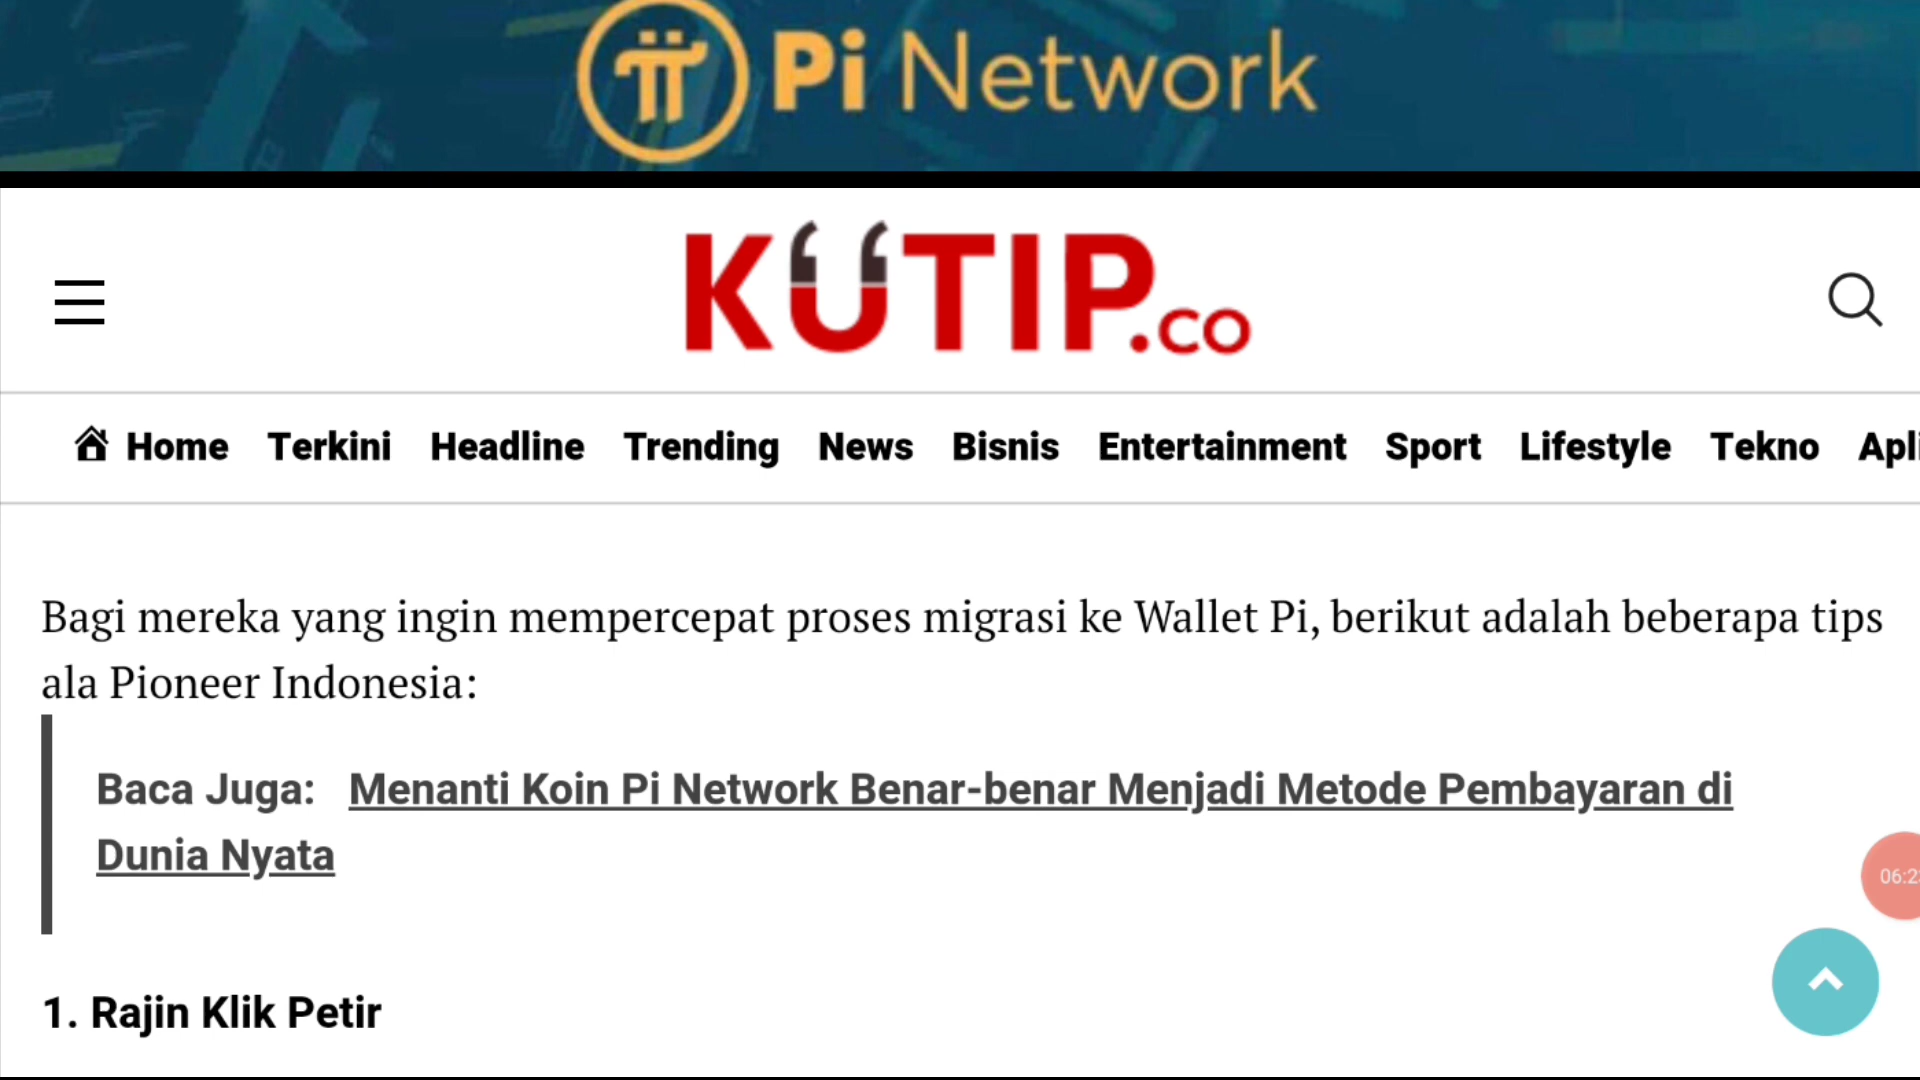 Pi Network
KUTIP.co
Home Terkini Headline Trending News Bisnis Entertainment Sport Lifestyle Tekno
Bagi mereka yang ingin mempercepat proses migrasi ke Wallet Pi, berikut adalah beberapa tips
ala Pioneer Indonesia:
Baca Juga: Menanti Koin Pi Network Benar-benar Menjadi Metode Pembayaran di
Dunia Nyata
1. Rajin Klik Petir